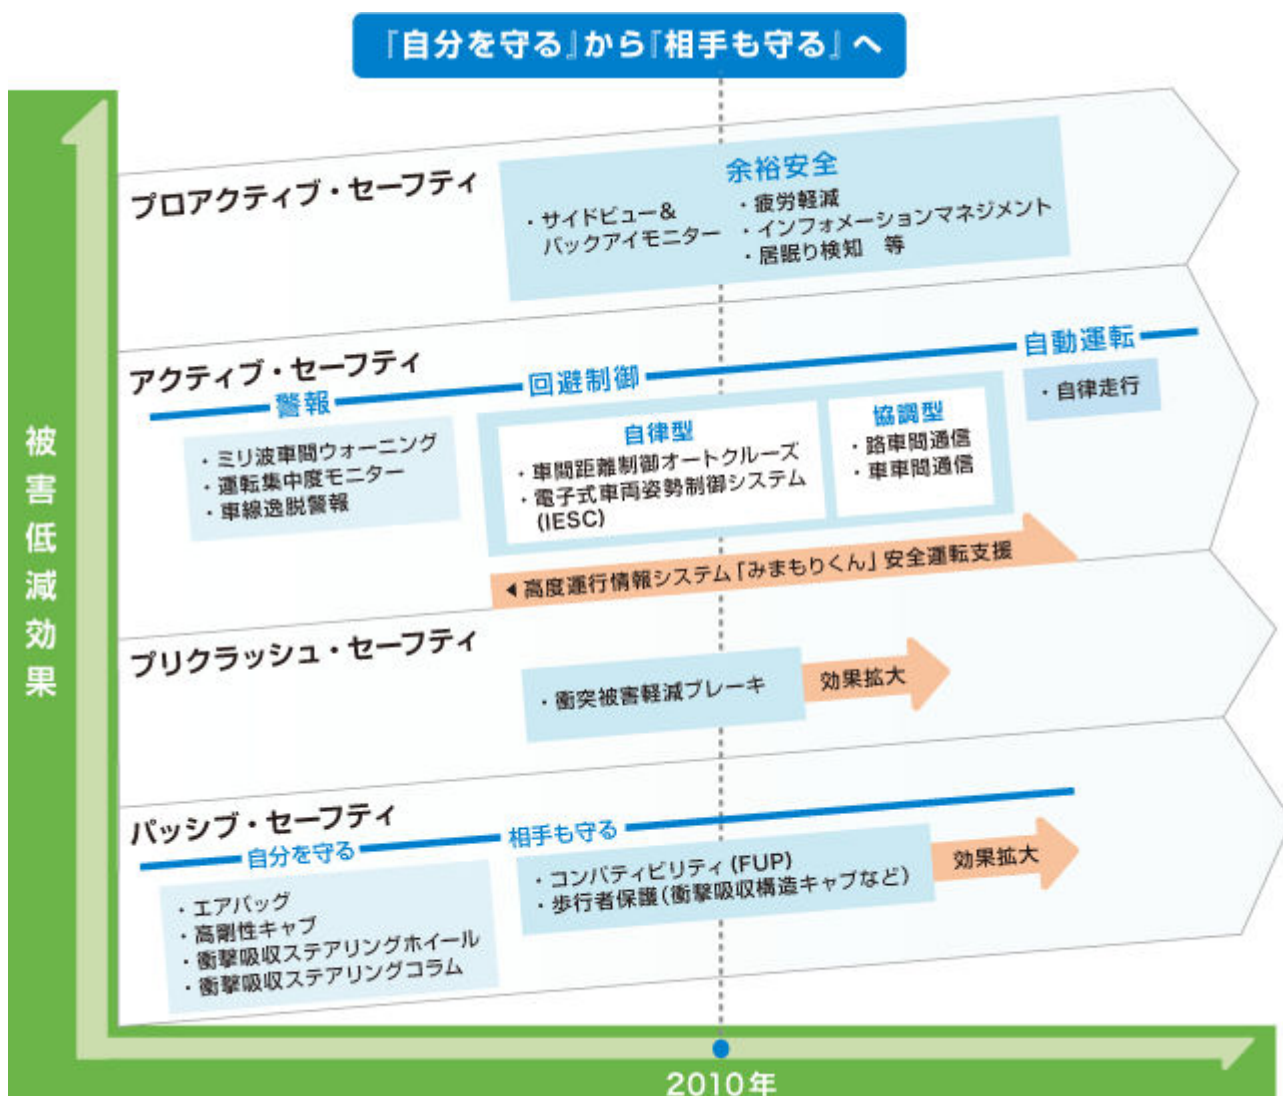 『自分を守る』から『相手も守る』へ
プロアクティブ・セーフティ
余裕安全
・サイドビュー&
バックアイモニター
・疲労軽減
・インフォメーションマネジメント
・居眠り検知　等
アクティブ・セーフティ
警報
・ミリ波車間ウォーニング
・運転集中度モニター
・車線逸脱警報
回避制御
自律型
・車間距離制御オートクルーズ
・電子式車両姿勢制御システム
(IESC)
協調型
・路車間通信
・車車間通信
自動運転
・自律走行
◀高度運行情報システム「みまもりくん」安全運転支援
プリクラッシュ・セーフティ
・衝突被害軽減ブレーキ
効果拡大
パッシブ・セーフティ
自分を守る
・エアバッグ
・高剛性キャブ
・衝撃吸収ステアリングホイール
・衝撃吸収ステアリングコラム
相手も守る
・コンパティビリティ(FUP)
・歩行者保護(衝撃吸収構造キャブなど)
効果拡大
被害低減効果
2010年